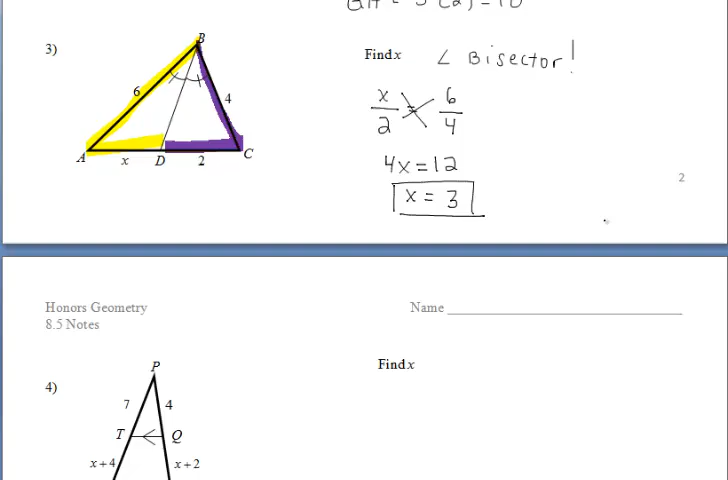 3)
B
6
4
A
x
D
2
C
Find x
∠ Bisector!
x/2 = 6/4
4x = 12
x = 3
2
Honors Geometry
Name
8.5 Notes
4)
P
Find x
7
4
T
Q
x + 4
x + 2